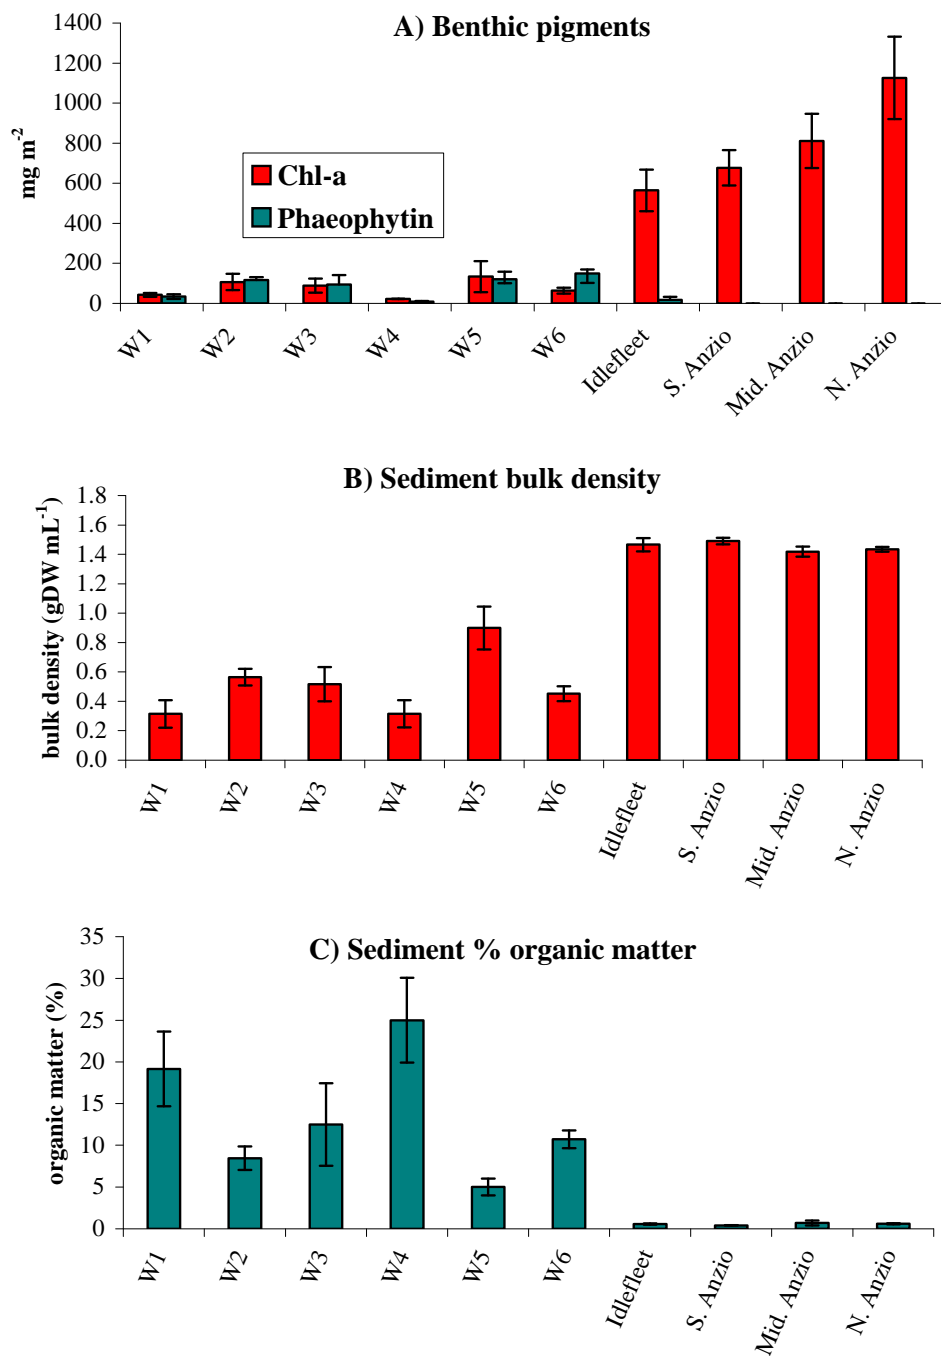 A) Benthic pigments
mg m-2
1400
1200
1000
800
600
400
200
0
Chl-a
Phaeophytin
W1
W2
W3
W4
W5
W6
Idlefleet
S. Anzio
Mid. Anzio
N. Anzio
B) Sediment bulk density
bulk density (gDW mL-1)
1.8
1.6
1.4
1.2
1.0
0.8
0.6
0.4
0.2
0.0
W1
W2
W3
W4
W5
W6
Idlefleet
S. Anzio
Mid. Anzio
N. Anzio
C) Sediment % organic matter
organic matter (%)
35
30
25
20
15
10
5
0
W1
W2
W3
W4
W5
W6
Idlefleet
S. Anzio
Mid. Anzio
N. Anzio